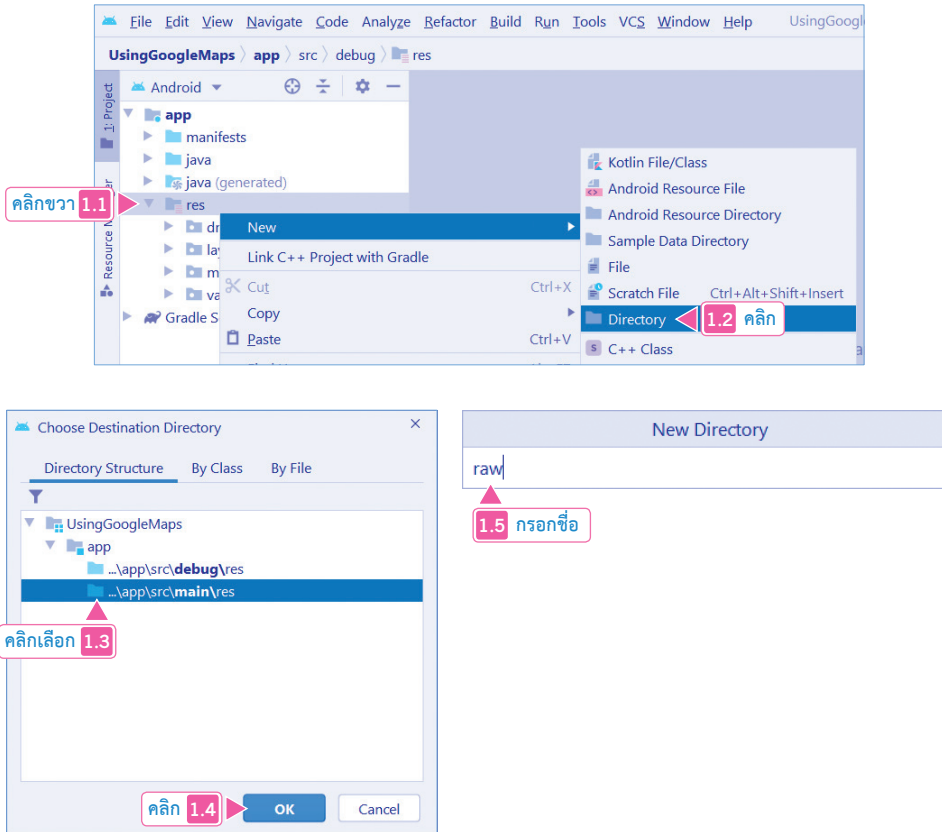 File Edit View Navigate Code Analyze Refactor Build Run Tools VCS Window Help UsingGoogl
UsingGoogleMaps app src debug res
1: Project
Android
app
manifests
java
java (generated)
คลิกขวา 1.1
res
Resource M
dr
la
m
va
Gradle S
New
Link C++ Project with Gradle
Cut Ctrl+X
Copy
Paste Ctrl+V
Kotlin File/Class
Android Resource File
Android Resource Directory
Sample Data Directory
File
Scratch File Ctrl+Alt+Shift+Insert
Directory 1.2 คลิก
C++ Class
Choose Destination Directory
Directory Structure By Class By File
UsingGoogleMaps
app
...\app\src\debug\res
...\app\src\main\res
คลิกเลือก 1.3
คลิก 1.4 OK Cancel
New Directory
raw
1.5 กรอกชื่อ